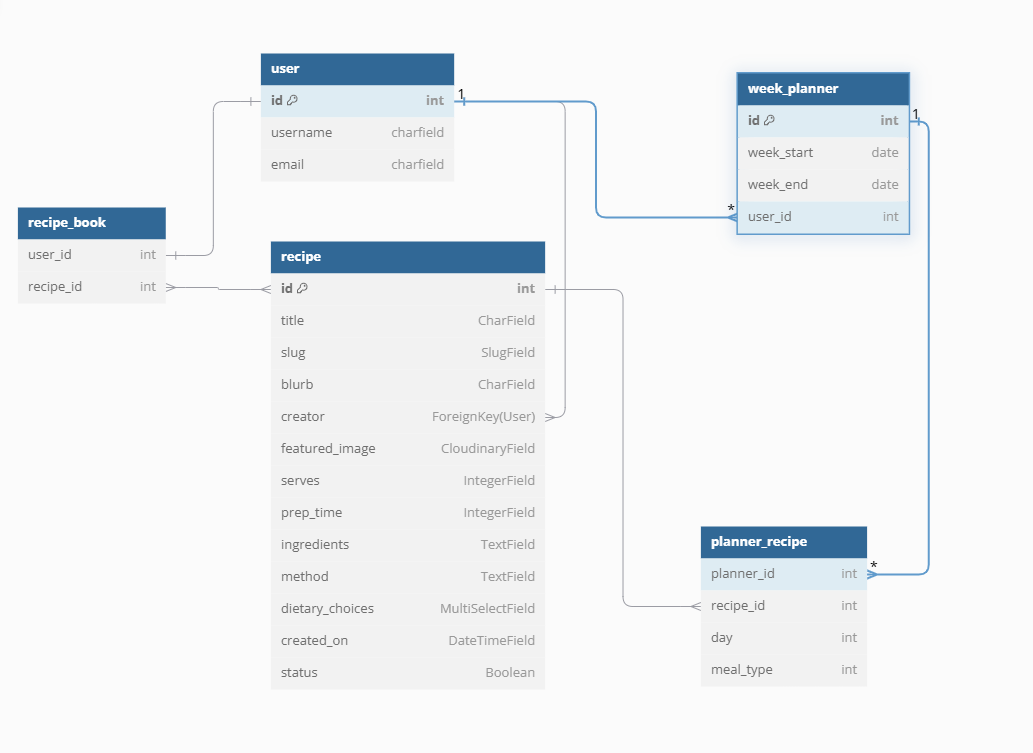 user
id int
username charfield
email charfield
1
week_planner
id int
week_start date
week_end date
user_id int
1
*
recipe_book
user_id int
recipe_id int
recipe
id int
title CharField
slug SlugField
blurb CharField
creator ForeignKey(User)
featured_image CloudinaryField
serves IntegerField
prep_time IntegerField
ingredients TextField
method TextField
dietary_choices MultiSelectField
created_on DateTimeField
status Boolean
planner_recipe
planner_id int
recipe_id int
day int
meal_type int
*